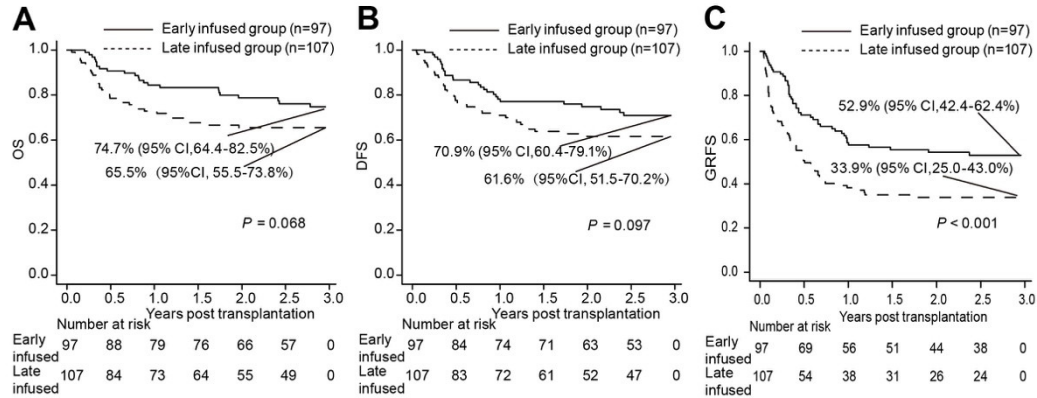 A
Early infused group (n=97)
Late infused group (n=107)
1.0
0.8
0.6
0.4
0.2
0.0
OS
74.7% (95% CI,64.4-82.5%)
65.5% (95%CI, 55.5-73.8%)
P = 0.068
0.0 0.5 1.0 1.5 2.0 2.5 3.0
Years post transplantation
Number at risk
Early infused 97 88 79 76 66 57 0
Late infused 107 84 73 64 55 49 0
B
Early infused group (n=97)
Late infused group (n=107)
1.0
0.8
0.6
0.4
0.2
0.0
DFS
70.9% (95% CI,60.4-79.1%)
61.6% (95%CI, 51.5-70.2%)
P = 0.097
0.0 0.5 1.0 1.5 2.0 2.5 3.0
Years post transplantation
Number at risk
Early infused 97 84 74 71 63 53 0
Late infused 107 83 72 61 52 47 0
C
Early infused group (n=97)
Late infused group (n=107)
1.0
0.8
0.6
0.4
0.2
0.0
GRFS
52.9% (95% CI,42.4-62.4%)
33.9% (95% CI,25.0-43.0%)
P < 0.001
0.0 0.5 1.0 1.5 2.0 2.5 3.0
Years post transplantation
Number at risk
Early infused 97 69 56 51 44 38 0
Late infused 107 54 38 31 26 24 0